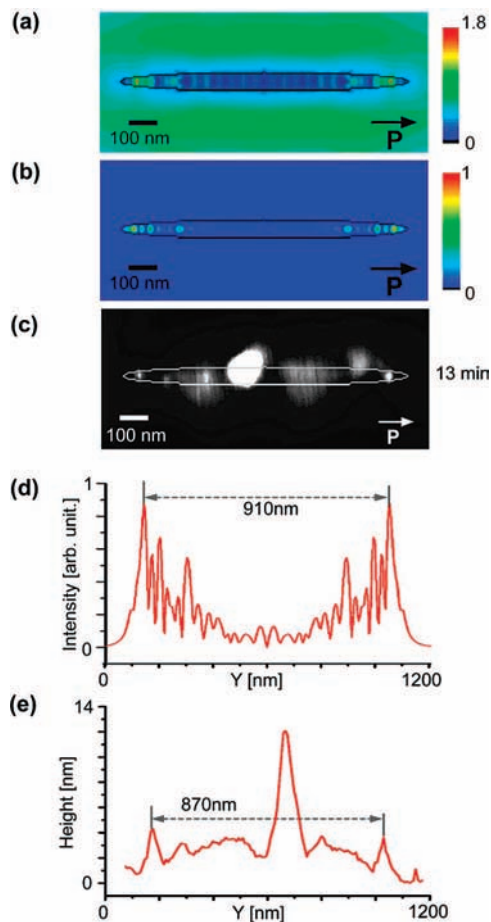 (a)
1.8
0
100 nm
P
(b)
1
0
100 nm
P
(c)
13 min
100 nm
P
(d)
1
910nm
Intensity [arb. unit.]
0
0
Y [nm]
1200
(e)
14
870nm
Height [nm]
0
0
Y [nm]
1200